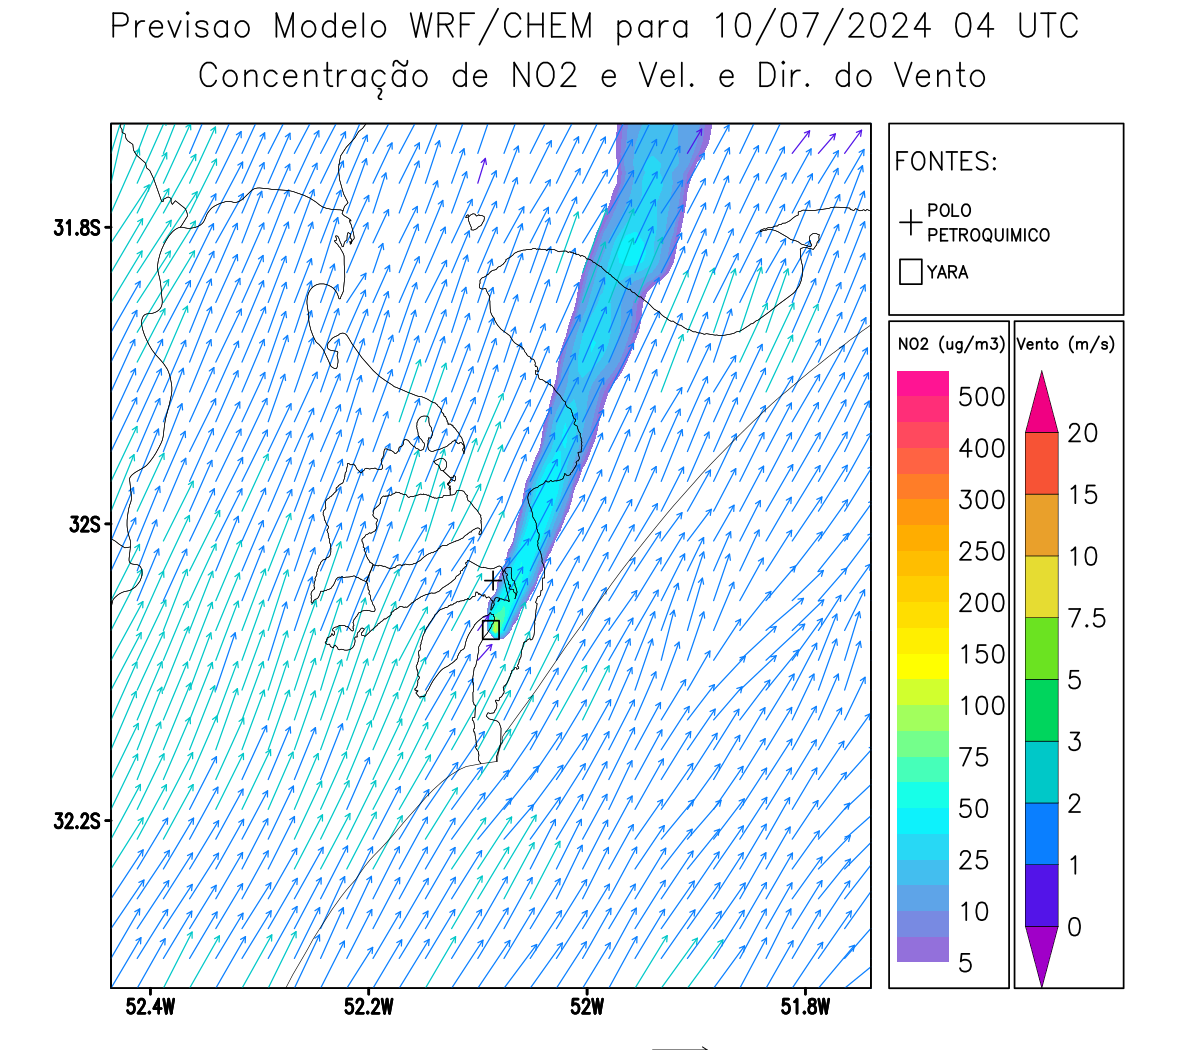 Previsao Modelo WRF/CHEM para 10/07/2024 04 UTC
Concentração de NO2 e Vel. e Dir. do Vento
FONTES:
POLO
PETROQUIMICO
YARA
NO2 (ug/m3)
500
400
300
250
200
150
100
75
50
25
10
5
Vento (m/s)
20
15
10
7.5
5
3
2
1
0
31.8S
32S
32.2S
52.4W
52.2W
52W
51.8W